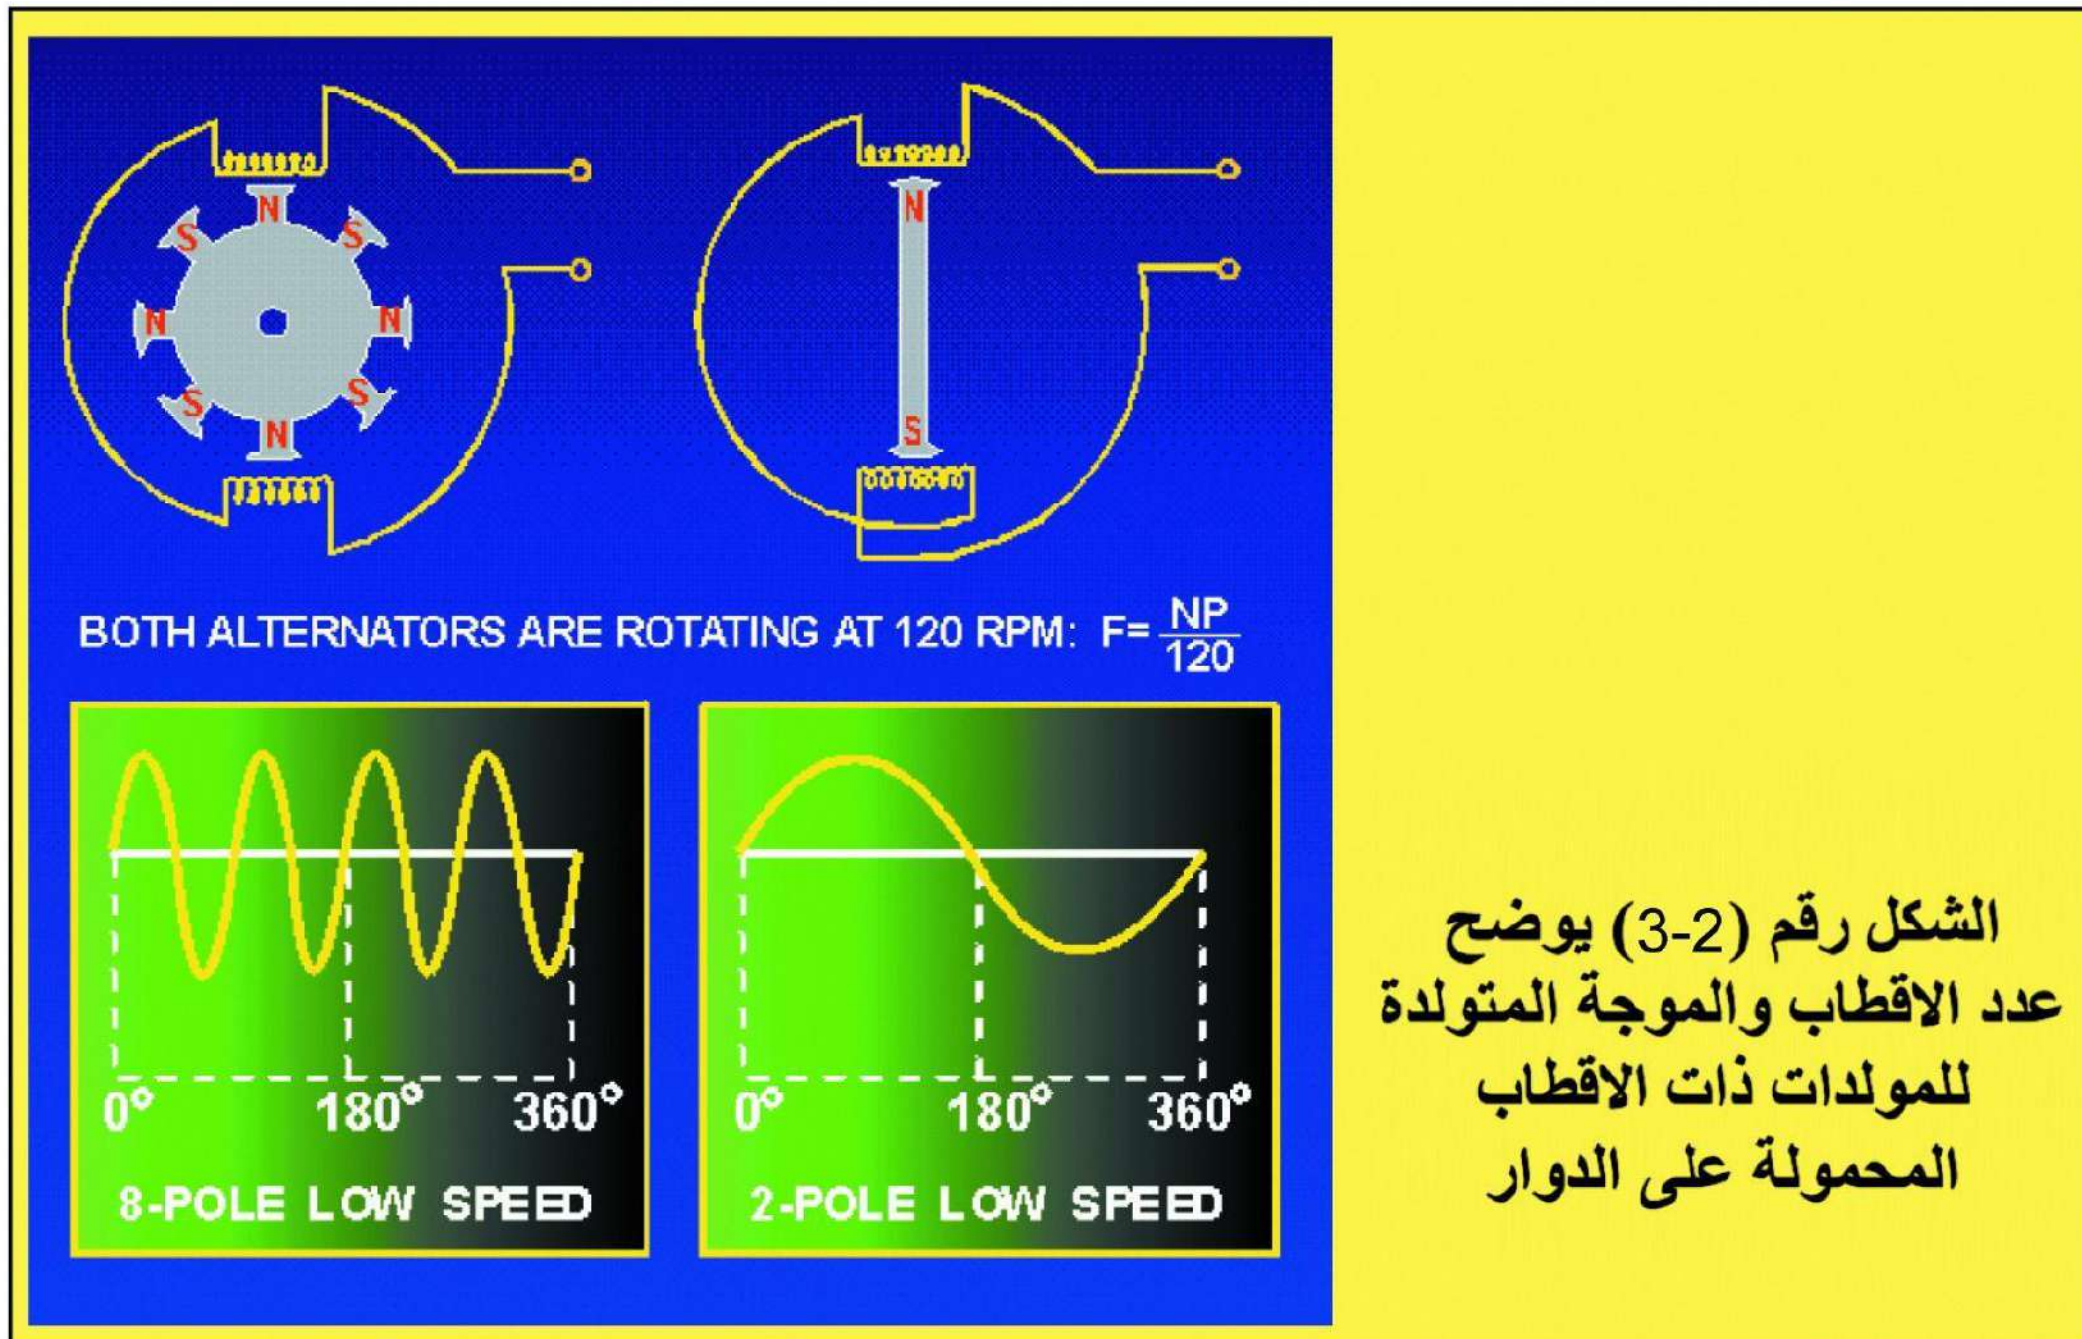 N
S
S
N
N
S
S
N
N
S
BOTH ALTERNATORS ARE ROTATING AT 120 RPM: F= NP/120
0° 180° 360°
8-POLE LOW SPEED
0° 180° 360°
2-POLE LOW SPEED
الشكل رقم (3-2) يوضح
عدد الاقطاب والموجة المتولدة
للمولدات ذات الاقطاب
المحمولة على الدوار